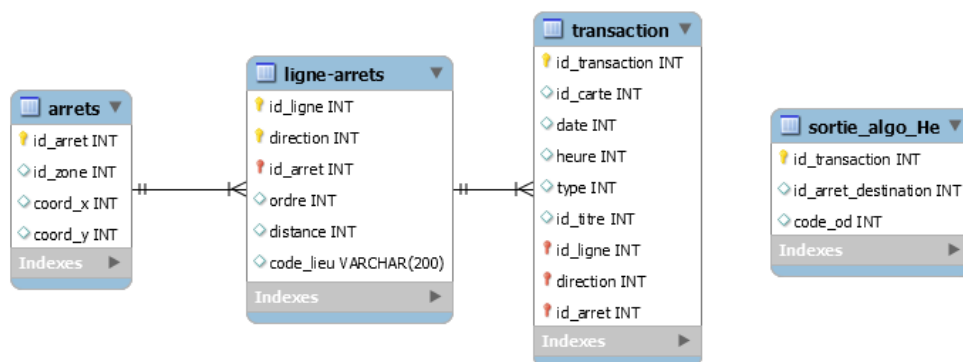 arrets
id_arret INT
id_zone INT
coord_x INT
coord_y INT
Indexes
ligne-arrets
id_ligne INT
direction INT
id_arret INT
ordre INT
distance INT
code_lieu VARCHAR(200)
Indexes
transaction
id_transaction INT
id_carte INT
date INT
heure INT
type INT
id_titre INT
id_ligne INT
direction INT
id_arret INT
Indexes
sortie_algo_He
id_transaction INT
id_arret_destination INT
code_od INT
Indexes